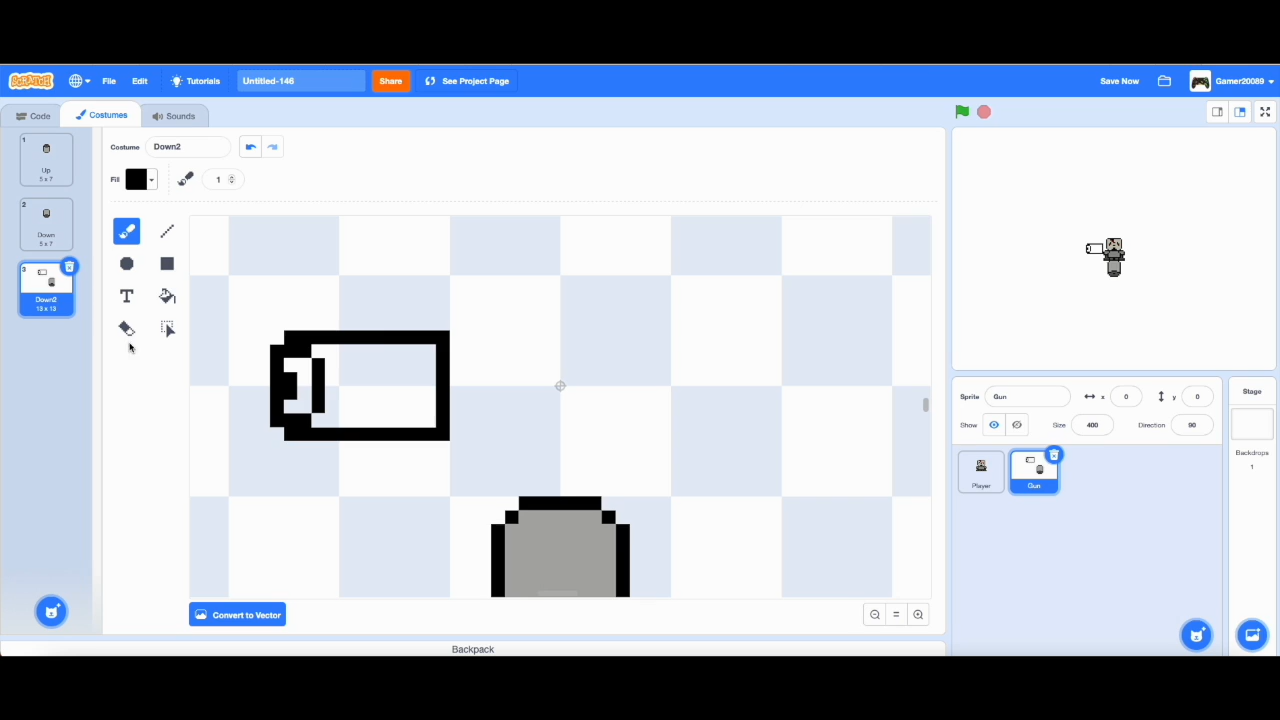 SCRATCH File Edit Tutorials Untitled-146 Share See Project Page Save Now Gamer20089
Code Costumes Sounds
1
Up
5 x 7
2
Down
5 x 7
3
Down2
13 x 13
Costume Down2
Fill 1
T
Convert to Vector
Backpack
Sprite Gun x 0 y 0
Show Size 400 Direction 90
Player
Gun
Stage
Backdrops
1